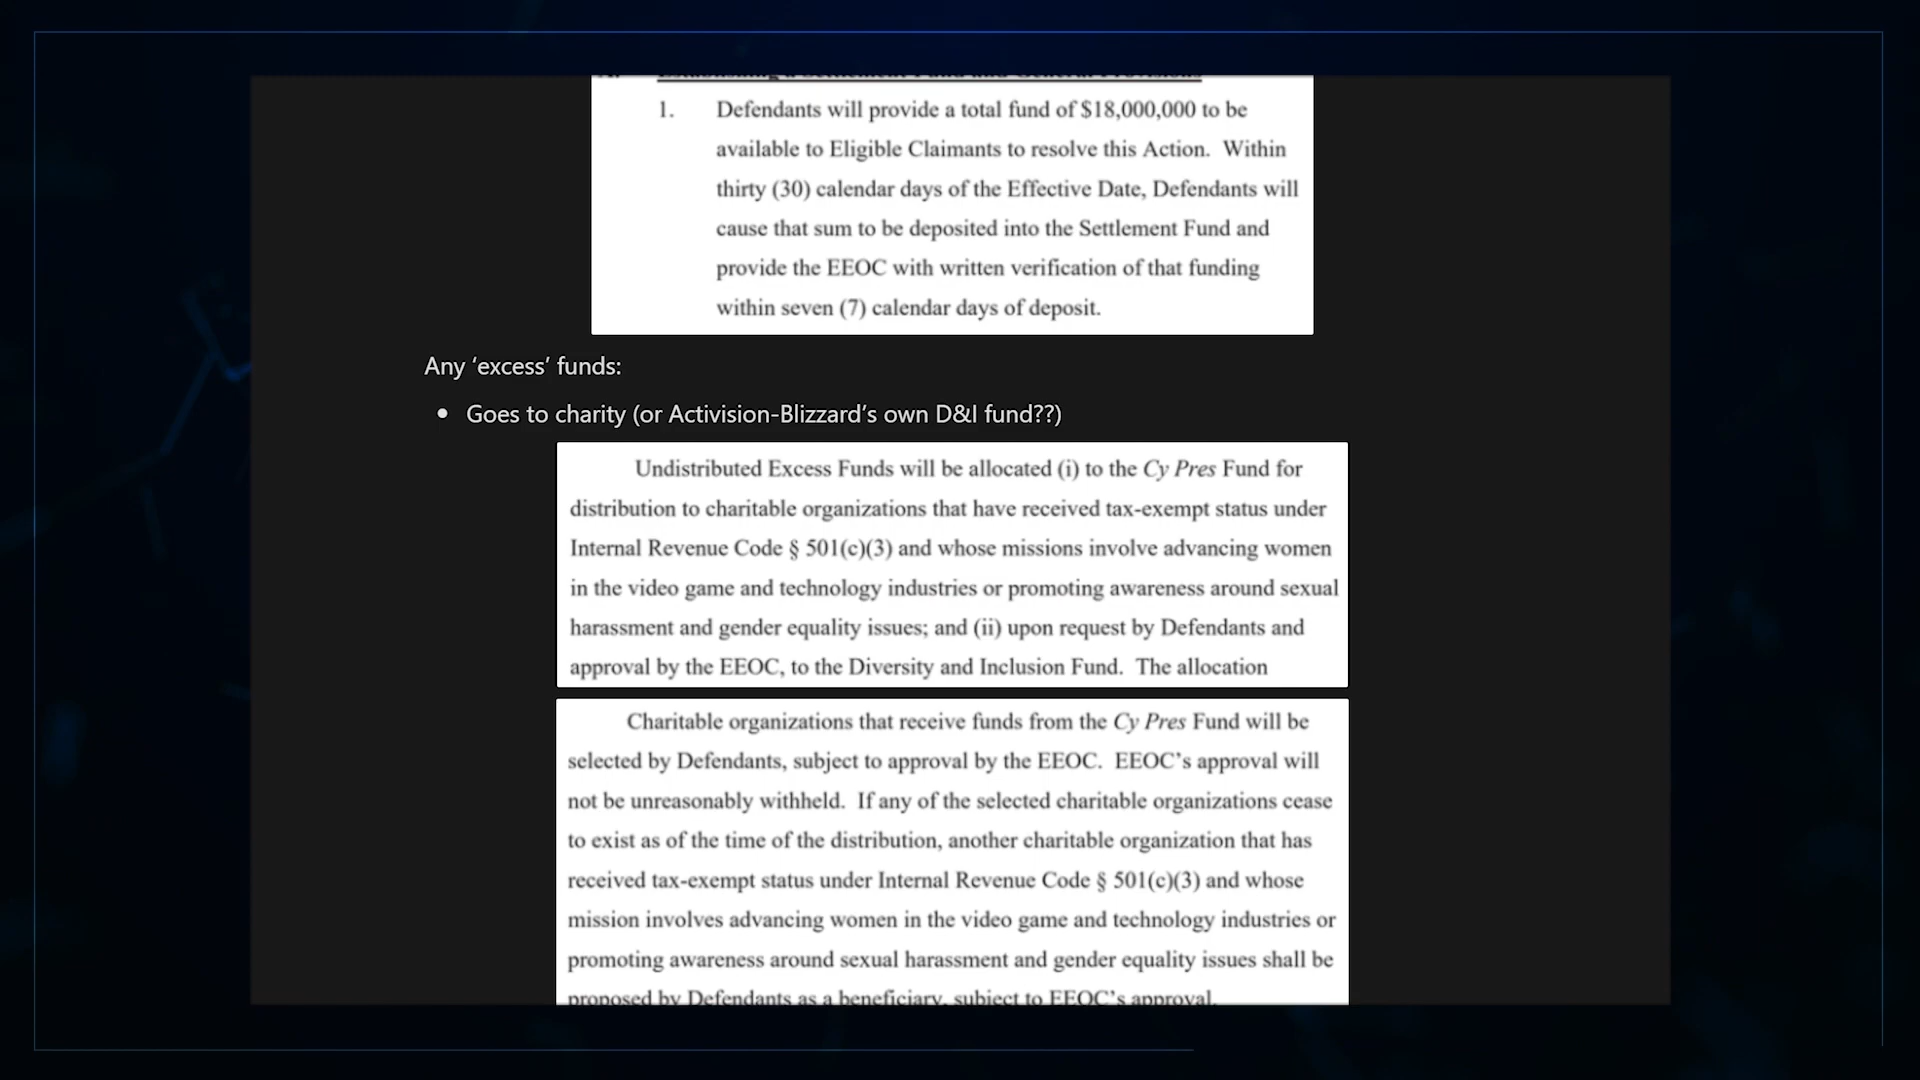 1. Defendants will provide a total fund of $18,000,000 to be
available to Eligible Claimants to resolve this Action. Within
thirty (30) calendar days of the Effective Date, Defendants will
cause that sum to be deposited into the Settlement Fund and
provide the EEOC with written verification of that funding
within seven (7) calendar days of deposit.
Any ‘excess’ funds:
• Goes to charity (or Activision-Blizzard’s own D&I fund??)
Undistributed Excess Funds will be allocated (i) to the Cy Pres Fund for
distribution to charitable organizations that have received tax-exempt status under
Internal Revenue Code § 501(c)(3) and whose missions involve advancing women
in the video game and technology industries or promoting awareness around sexual
harassment and gender equality issues; and (ii) upon request by Defendants and
approval by the EEOC, to the Diversity and Inclusion Fund. The allocation
Charitable organizations that receive funds from the Cy Pres Fund will be
selected by Defendants, subject to approval by the EEOC. EEOC’s approval will
not be unreasonably withheld. If any of the selected charitable organizations cease
to exist as of the time of the distribution, another charitable organization that has
received tax-exempt status under Internal Revenue Code § 501(c)(3) and whose
mission involves advancing women in the video game and technology industries or
promoting awareness around sexual harassment and gender equality issues shall be
proposed by Defendants as a beneficiary, subject to EEOC’s approval.